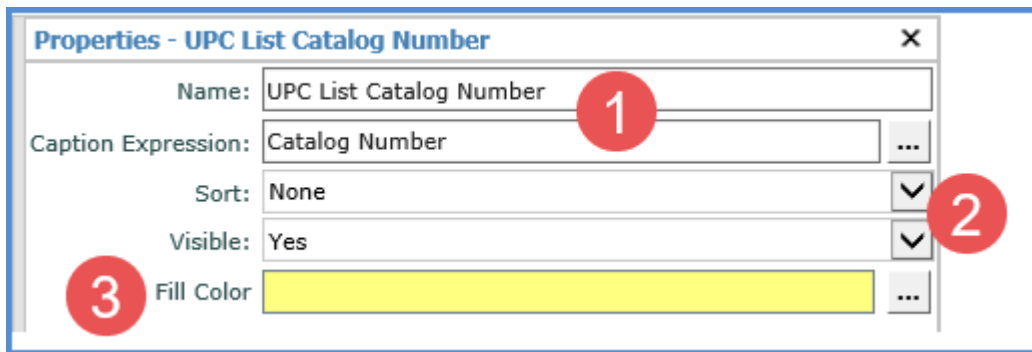 Properties - UPC List Catalog Number
Name: UPC List Catalog Number
1
Caption Expression: Catalog Number ...
Sort: None
2
Visible: Yes
3 Fill Color ...